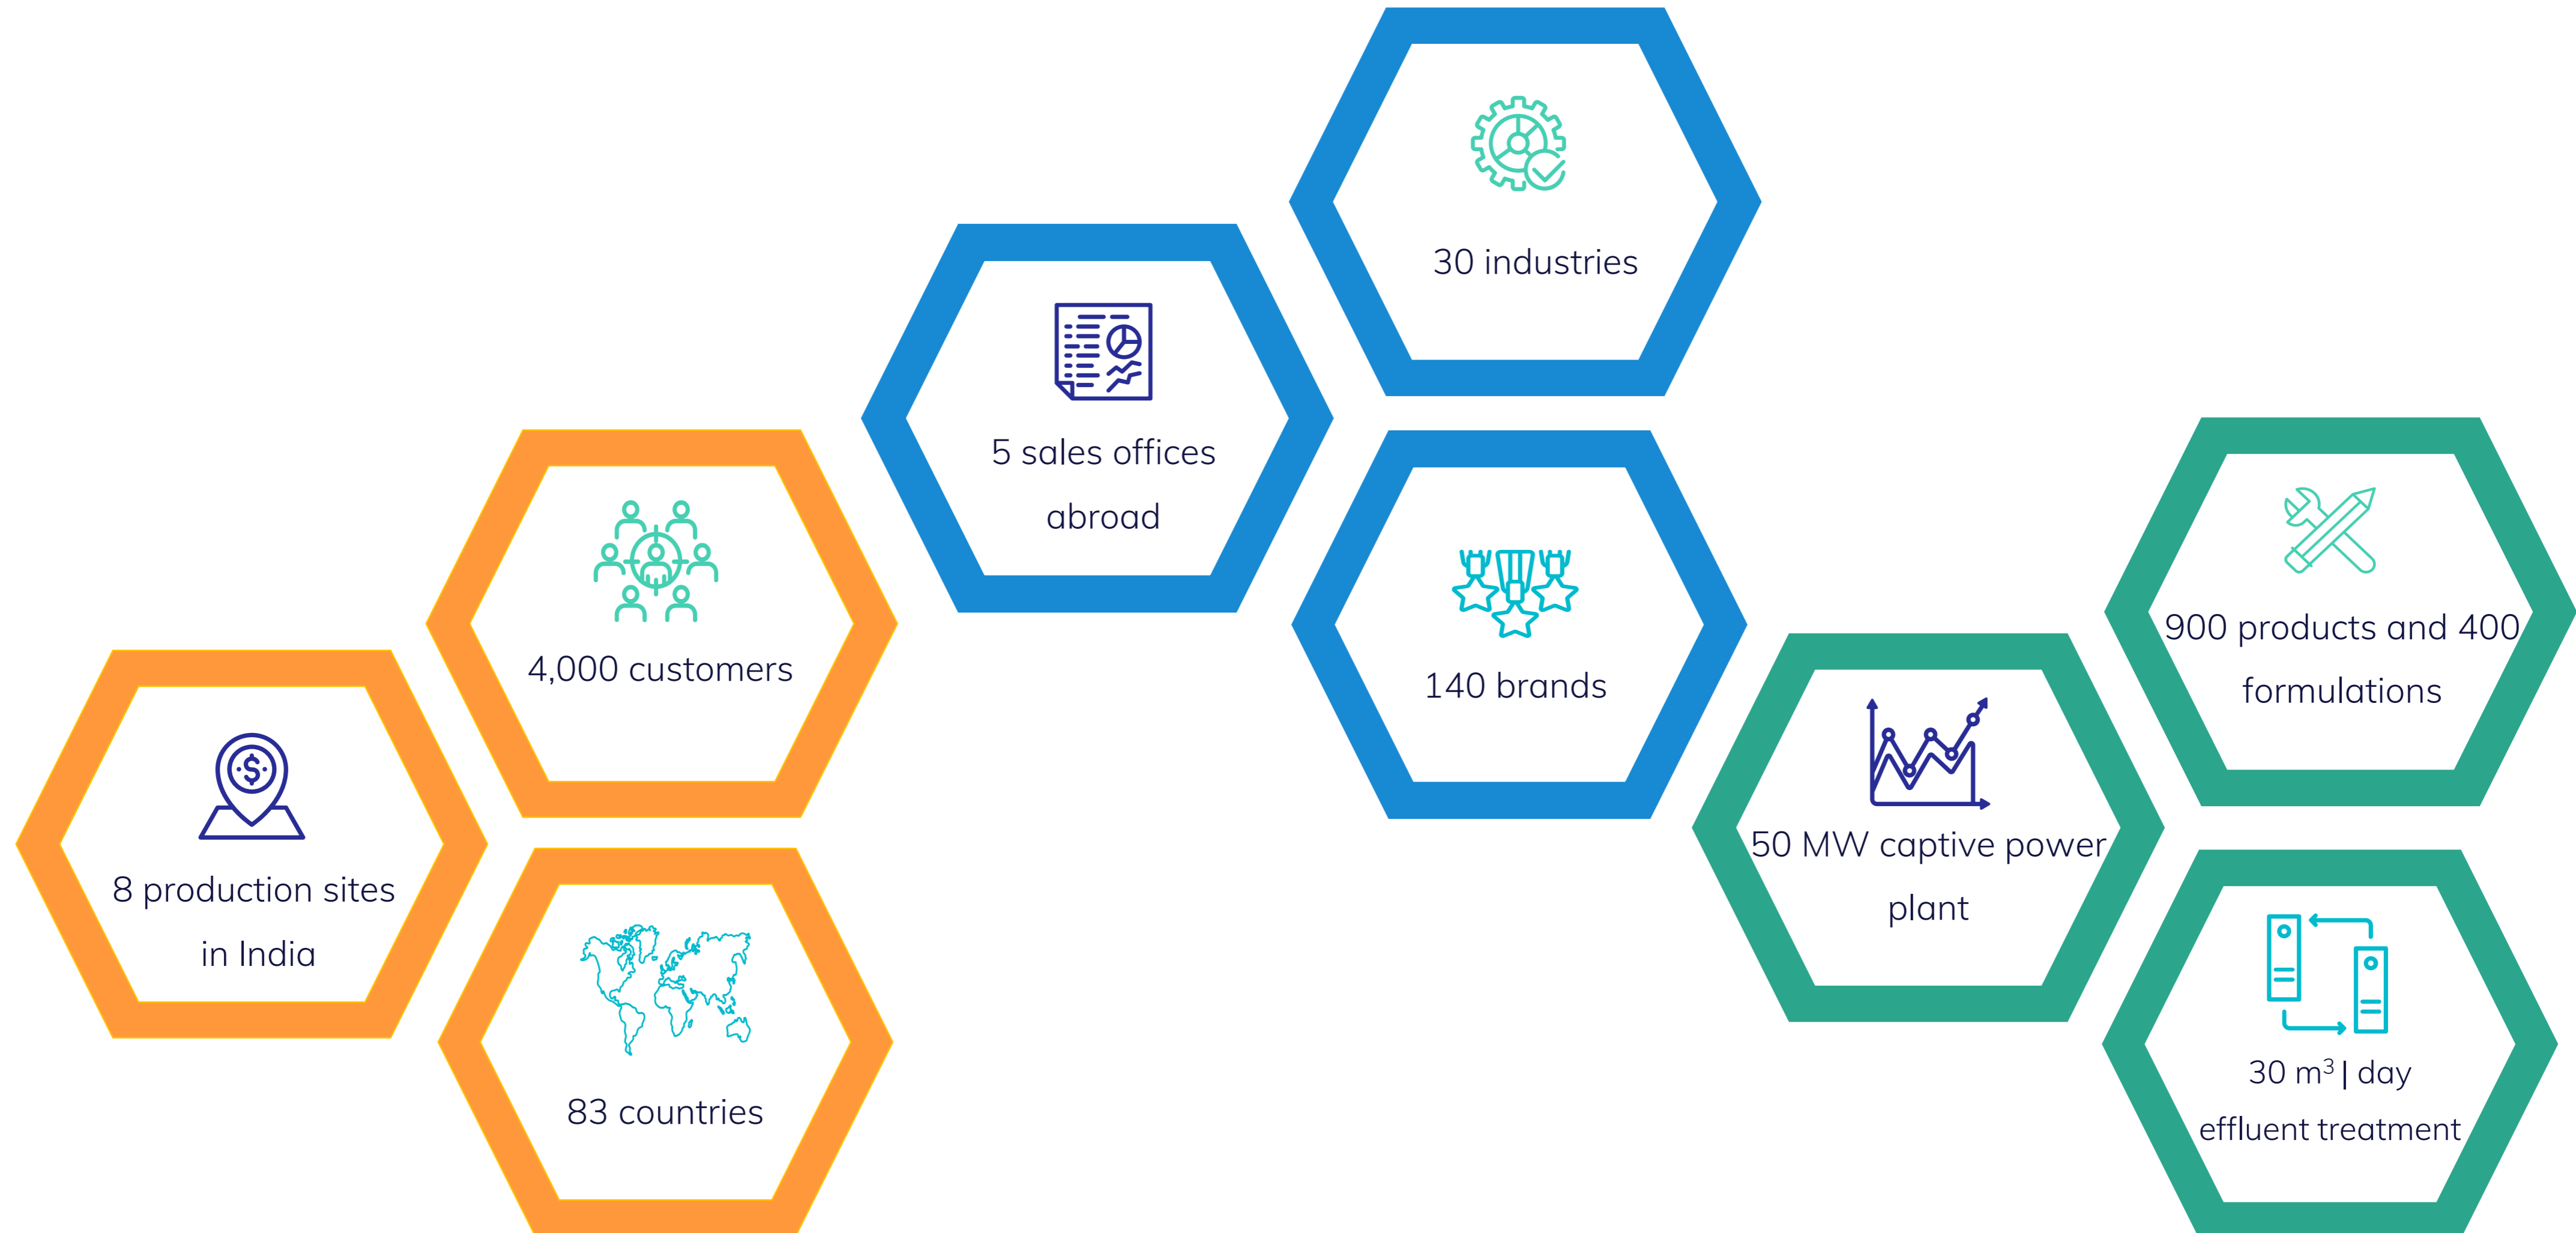 8 production sites
in India
4,000 customers
83 countries
5 sales offices
abroad
30 industries
140 brands
50 MW captive power
plant
900 products and 400
formulations
30 m³ | day
effluent treatment